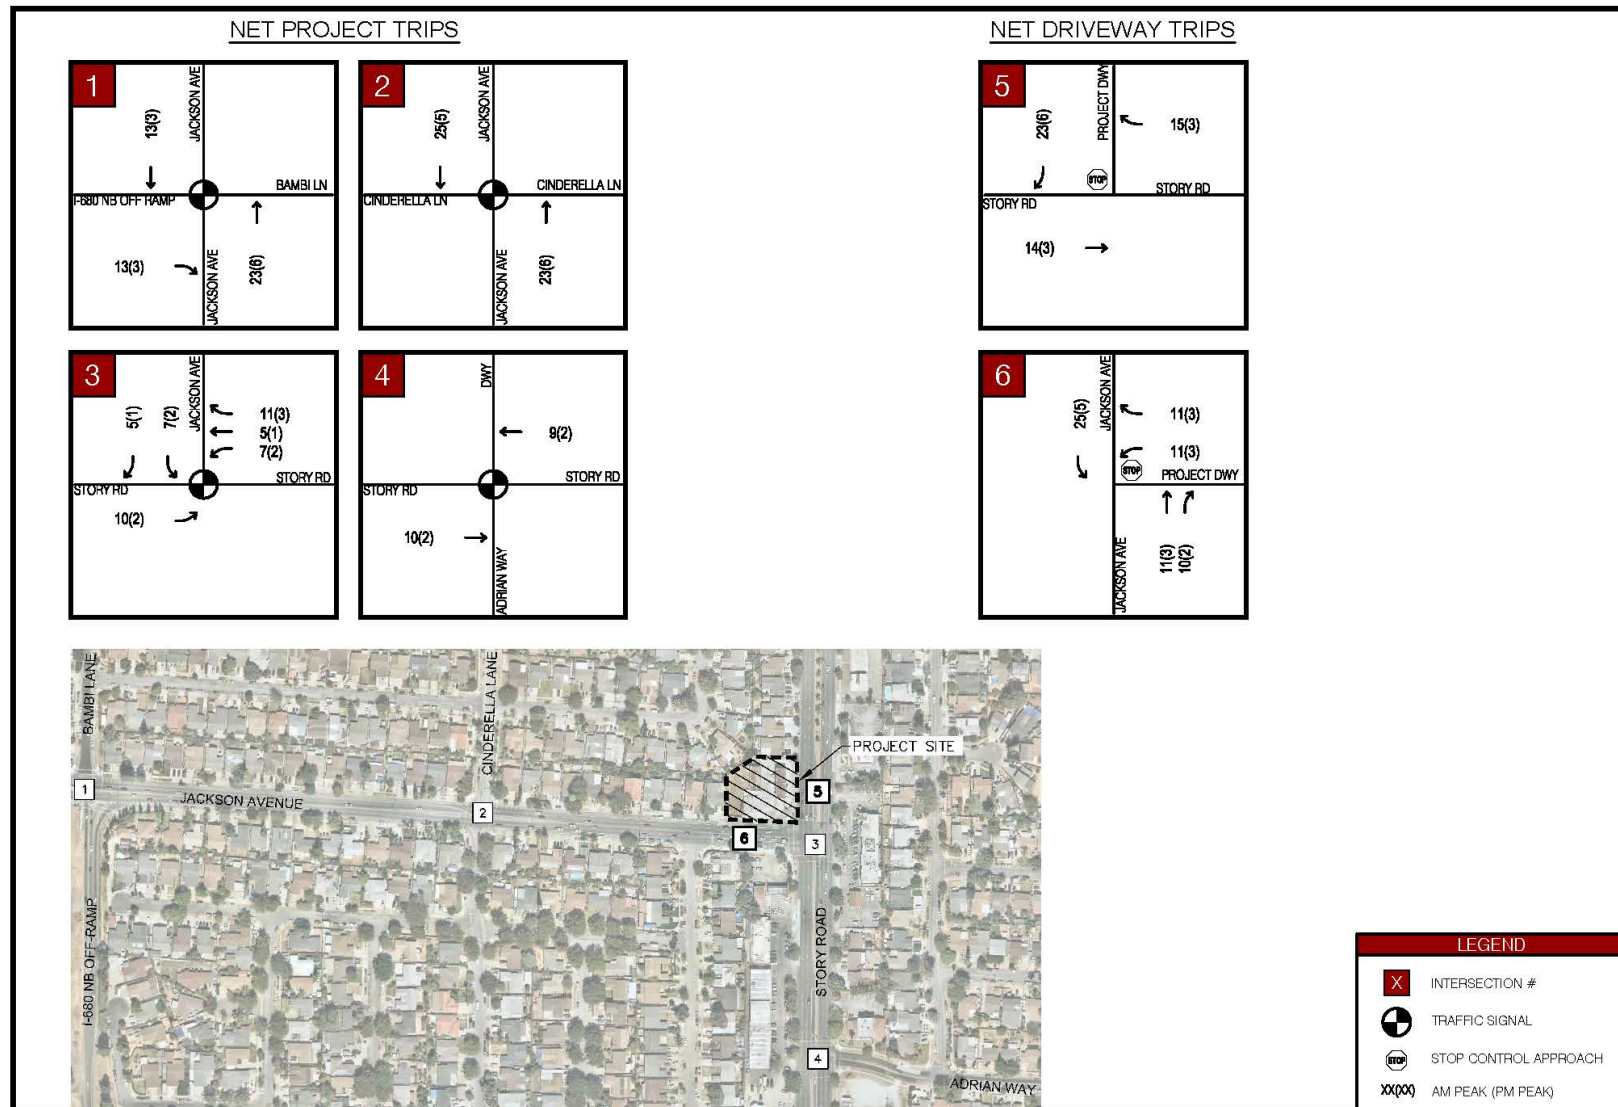 NET PROJECT TRIPS
NET DRIVEWAY TRIPS
1
13(3)
JACKSON AVE
BAMBI LN
I-680 NB OFF RAMP
13(3)
JACKSON AVE
23(6)
2
25(5)
JACKSON AVE
CINDERELLA LN
CINDERELLA LN
JACKSON AVE
23(6)
5
23(6)
PROJECT DWY
15(3)
STOP
STORY RD
STORY RD
14(3)
3
5(1)
7(2)
JACKSON AVE
11(3)
5(1)
7(2)
STORY RD
STORY RD
10(2)
4
DWY
9(2)
STORY RD
STORY RD
10(2)
ADRIAN WAY
6
25(5)
JACKSON AVE
11(3)
11(3)
STOP
PROJECT DWY
JACKSON AVE
11(3)
10(2)
BAMBI LANE
CINDERELLA LANE
PROJECT SITE
1
JACKSON AVENUE
2
5
6
3
I-680 NB OFF-RAMP
STORY ROAD
4
ADRIAN WAY
LEGEND
X INTERSECTION #
TRAFFIC SIGNAL
STOP STOP CONTROL APPROACH
XX(XX) AM PEAK (PM PEAK)